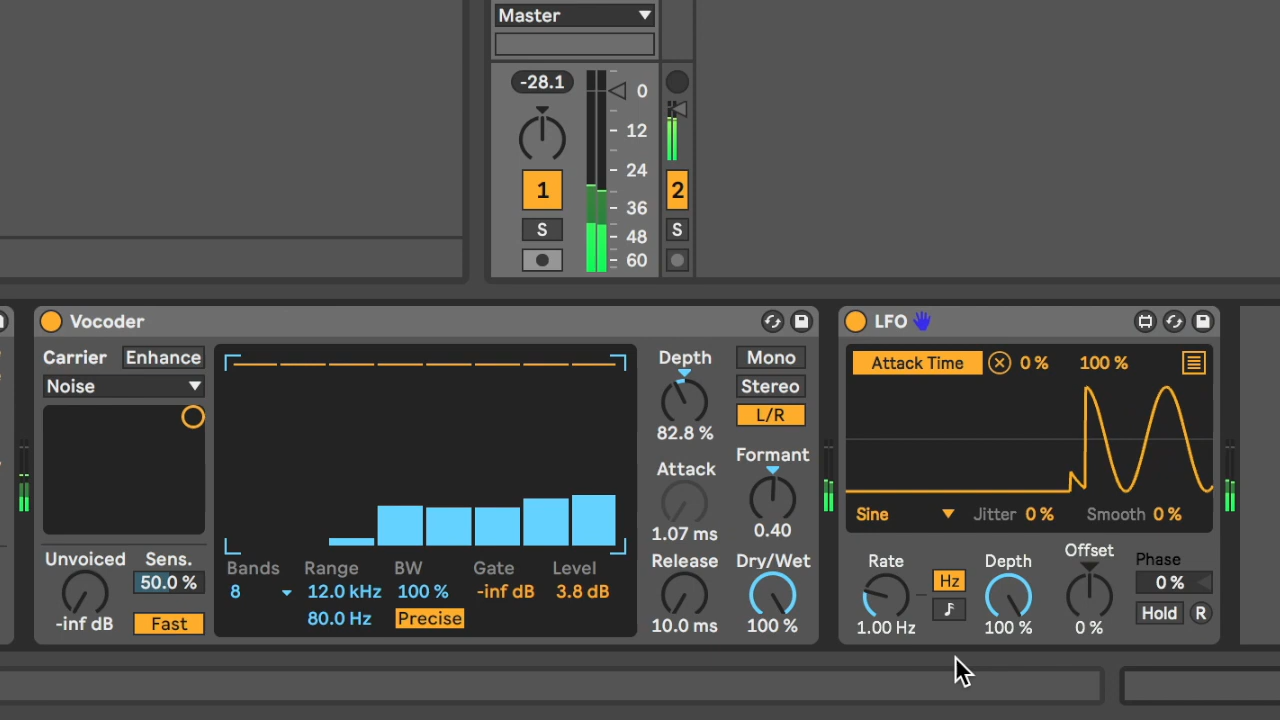 Master
-28.1
0
12
24
36
48
60
1
2
S
S
Vocoder
Carrier
Enhance
Noise
Unvoiced
Sens.
50.0 %
-inf dB
Fast
Bands
Range
BW
Gate
Level
8
12.0 kHz
100 %
-inf dB
3.8 dB
80.0 Hz
Precise
Depth
82.8 %
Attack
1.07 ms
Release
10.0 ms
Mono
Stereo
L/R
Formant
0.40
Dry/Wet
100 %
LFO
Attack Time
0 %
100 %
Sine
Jitter 0 %
Smooth 0 %
Rate
1.00 Hz
Hz
Depth
100 %
Offset
0 %
Phase
0 %
Hold
R